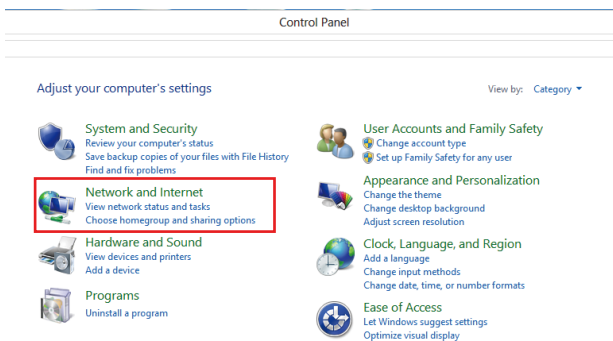 Control Panel
Adjust your computer's settings
View by: Category
System and Security
Review your computer's status
Save backup copies of your files with File History
Find and fix problems
Network and Internet
View network status and tasks
Choose homegroup and sharing options
Hardware and Sound
View devices and printers
Add a device
Programs
Uninstall a program
User Accounts and Family Safety
Change account type
Set up Family Safety for any user
Appearance and Personalization
Change the theme
Change desktop background
Adjust screen resolution
Clock, Language, and Region
Add a language
Change input methods
Change date, time, or number formats
Ease of Access
Let Windows suggest settings
Optimize visual display